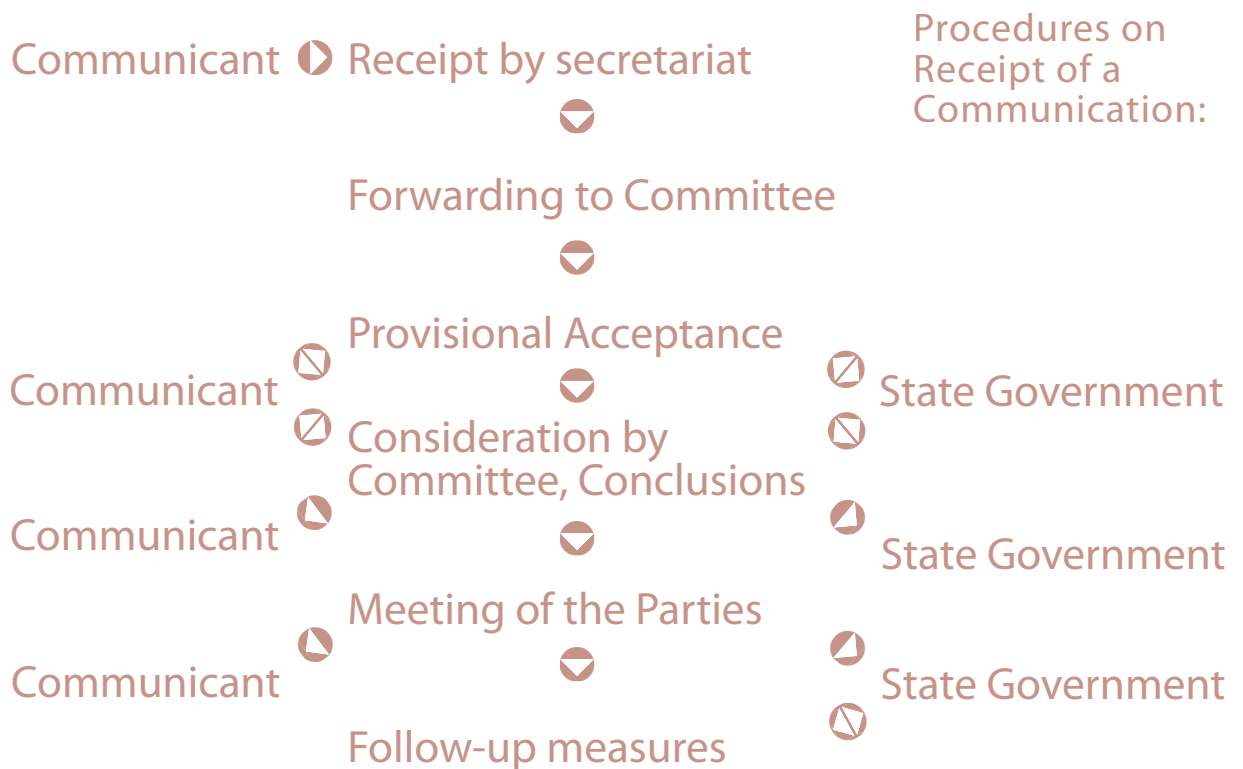 Procedures on
Receipt of a
Communication:
Communicant
Receipt by secretariat
Forwarding to Committee
Provisional Acceptance
Communicant
State Government
Consideration by
Committee, Conclusions
Communicant
State Government
Meeting of the Parties
Communicant
State Government
Follow-up measures